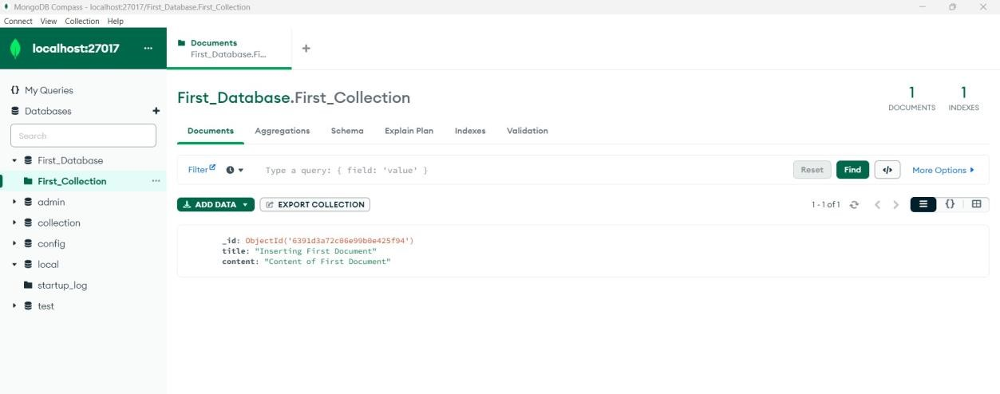 MongoDB Compass - localhost:27017/First_Database.First_Collection
Connect View Collection Help
localhost:27017 ...
Documents
First_Database.Fi...
+
{} My Queries
Databases +
Search
First_Database
First_Collection ...
admin
collection
config
local
startup_log
test
First_Database.First_Collection
1
DOCUMENTS
1
INDEXES
Documents Aggregations Schema Explain Plan Indexes Validation
Filter Type a query: { field: 'value' } Reset Find </> More Options
ADD DATA EXPORT COLLECTION 1 - 1 of 1 {}
_id: ObjectId('6391d3a72c06e99b0e425f94')
title: "Inserting First Document"
content: "Content of First Document"